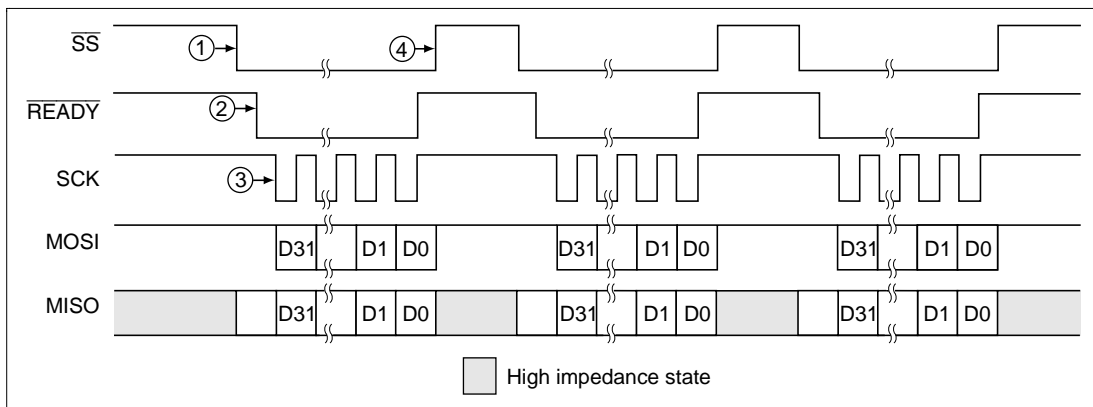 SS ① ④
READY ②
SCK ③
MOSI D31 D1 D0 D31 D1 D0 D31 D1 D0
MISO D31 D1 D0 D31 D1 D0 D31 D1 D0
High impedance state